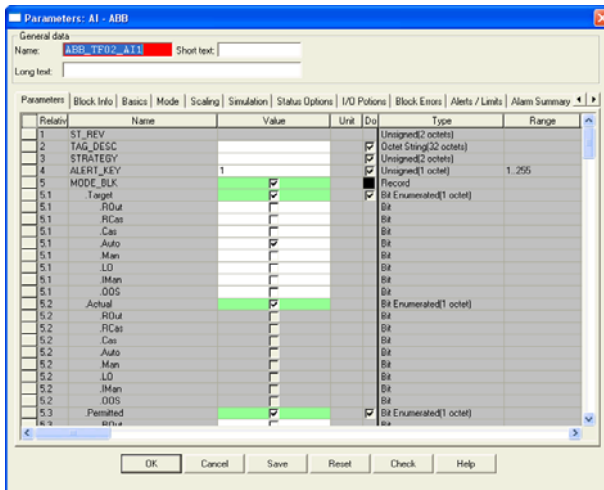 Parameters: AI - ABB
General data
Name: ABB_TF02_AI1 Short text:
Long text:
Parameters Block Info Basics Mode Scaling Simulation Status Options I/O Potions Block Errors Alerts / Limits Alarm Summary
Relativ Name Value Unit Do Type Range
1 ST_REV Unsigned(2 octets)
2 TAG_DESC Octet String(32 octets)
3 STRATEGY Unsigned(2 octets)
4 ALERT_KEY 1 Unsigned(1 octet) 1..255
5 MODE_BLK Record
5.1 .Target Bit Enumerated(1 octet)
5.1 .ROut Bit
5.1 .RCas Bit
5.1 .Cas Bit
5.1 .Auto Bit
5.1 .Man Bit
5.1 .LO Bit
5.1 .IMan Bit
5.1 .OOS Bit
5.2 .Actual Bit Enumerated(1 octet)
5.2 .ROut Bit
5.2 .RCas Bit
5.2 .Cas Bit
5.2 .Auto Bit
5.2 .Man Bit
5.2 .LO Bit
5.2 .IMan Bit
5.2 .OOS Bit
5.3 .Permitted Bit Enumerated(1 octet)
5.3 .ROut Bit
OK Cancel Save Reset Check Help